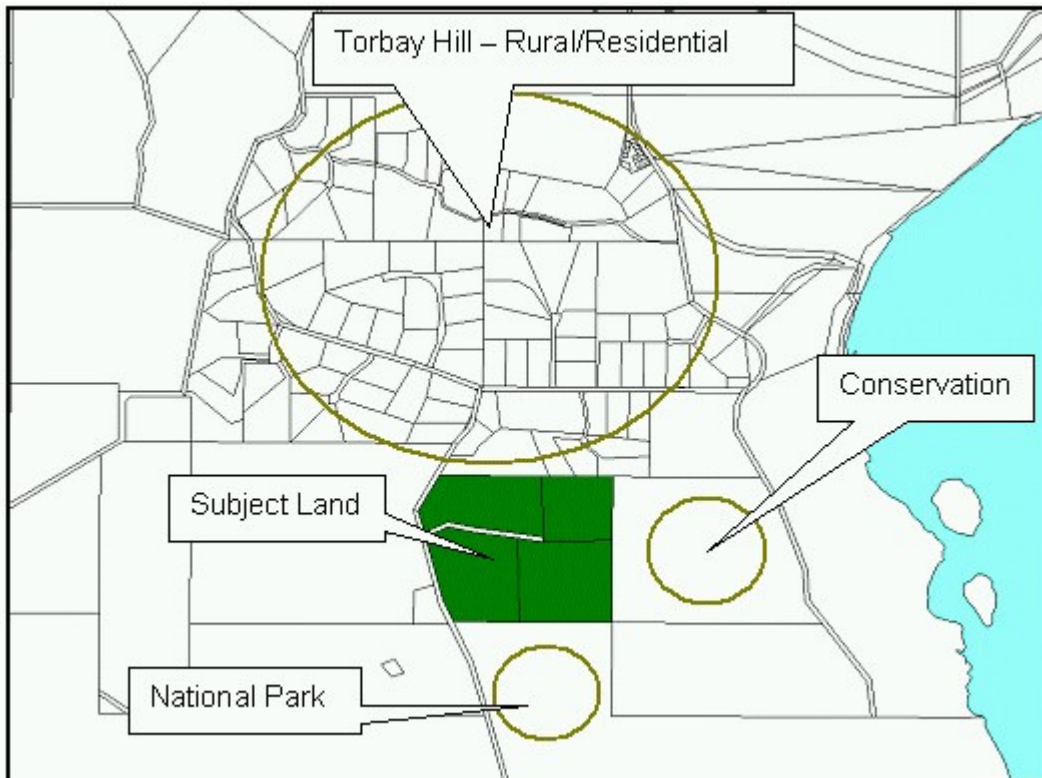 Torbay Hill – Rural/Residential
Conservation
Subject Land
National Park